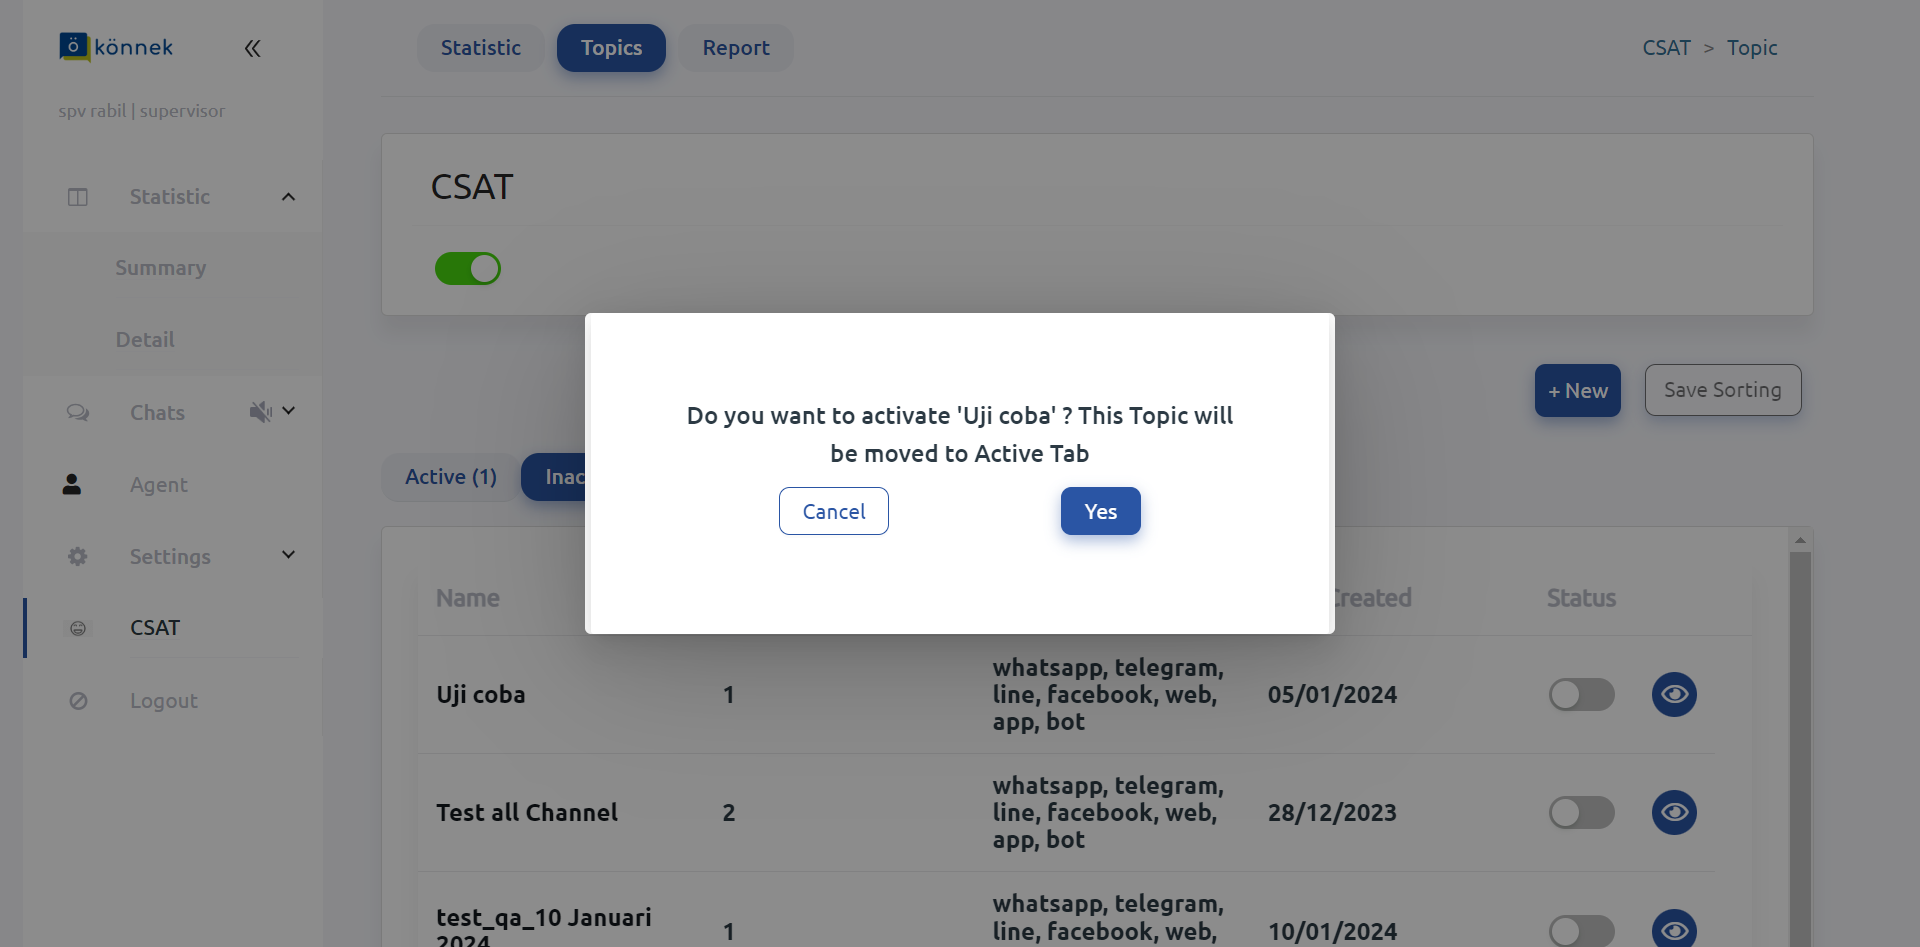 könnek
spv rabil | supervisor
Statistic
Summary
Detail
Chats
Agent
Settings
CSAT
Logout
Statistic
Topics
Report
CSAT > Topic
CSAT
+ New
Save Sorting
Active (1)
Do you want to activate 'Uji coba' ? This Topic will
be moved to Active Tab
Cancel
Yes
Name
Created
Status
Uji coba
1
whatsapp, telegram,
line, facebook, web,
app, bot
05/01/2024
Test all Channel
2
whatsapp, telegram,
line, facebook, web,
app, bot
28/12/2023
test_qa_10 Januari
2024
1
whatsapp, telegram,
line, facebook, web,
10/01/2024